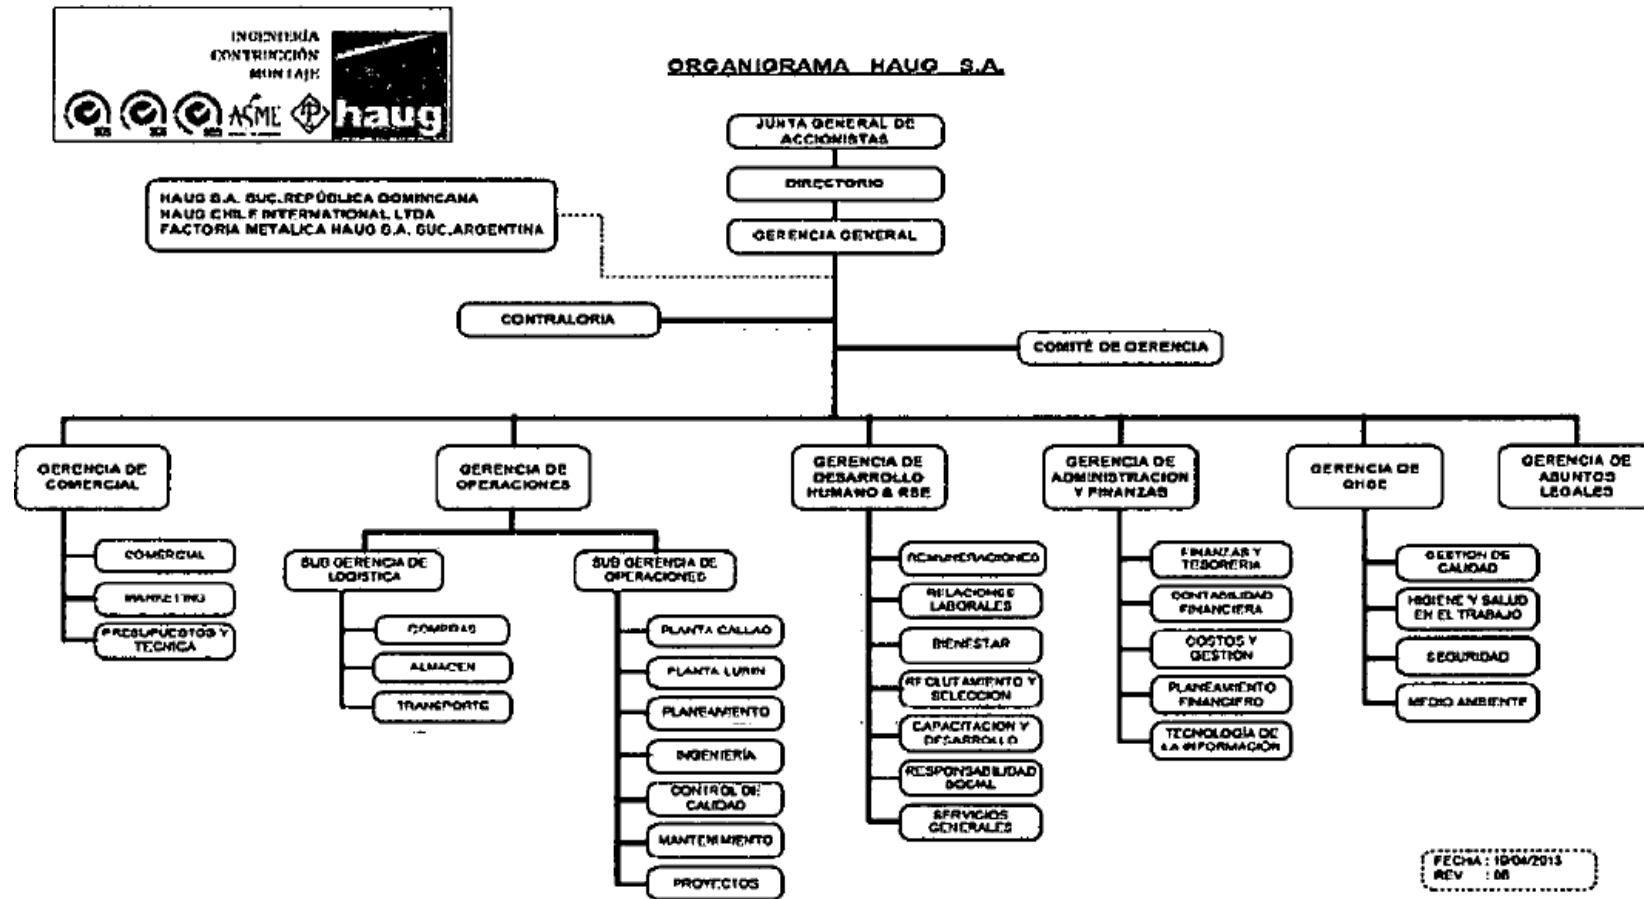 INGENIERÍA
CONTRUCCIÓN
MONTAJE
ASME
haug
ORGANIGRAMA HAUG S.A.
JUNTA GENERAL DE
ACCIONISTAS
DIRECTORIO
GERENCIA GENERAL
HAUG S.A. SUC.REPÚBLICA DOMINICANA
HAUG CHILE INTERNATIONAL LTDA
FACTORIA METALICA HAUG S.A. SUC.ARGENTINA
CONTRALORIA
COMITÉ DE GERENCIA
GERENCIA DE
COMERCIAL
GERENCIA DE
OPERACIONES
GERENCIA DE
DESARROLLO
HUMANO & RSE
GERENCIA DE
ADMINISTRACION
Y FINANZAS
GERENCIA DE
QHSE
GERENCIA DE
ASUNTOS
LEGALES
COMERCIAL
MARKETING
PRESUPUESTOS Y
TECNICA
SUB GERENCIA DE
LOGISTICA
COMPRAS
ALMACEN
TRANSPORTE
SUB GERENCIA DE
OPERACIONES
PLANTA CALLAO
PLANTA LURIN
PLANEAMIENTO
INGENIERÍA
CONTROL DE
CALIDAD
MANTENIMIENTO
PROYECTOS
REMUNERACIONES
RELACIONES
LABORALES
BIENESTAR
RECLUTAMIENTO Y
SELECCION
CAPACITACION Y
DESARROLLO
RESPONSABILIDAD
SOCIAL
SERVICIOS
GENERALES
FINANZAS Y
TESORERIA
CONTABILIDAD
FINANCIERA
COSTOS Y
GESTIÓN
PLANEAMIENTO
FINANCIERO
TECNOLOGÍA DE
LA INFORMACIÓN
GESTION DE
CALIDAD
HIGIENE Y SALUD
EN EL TRABAJO
SEGURIDAD
MEDIO AMBIENTE
FECHA : 19/04/2013
REV : 06